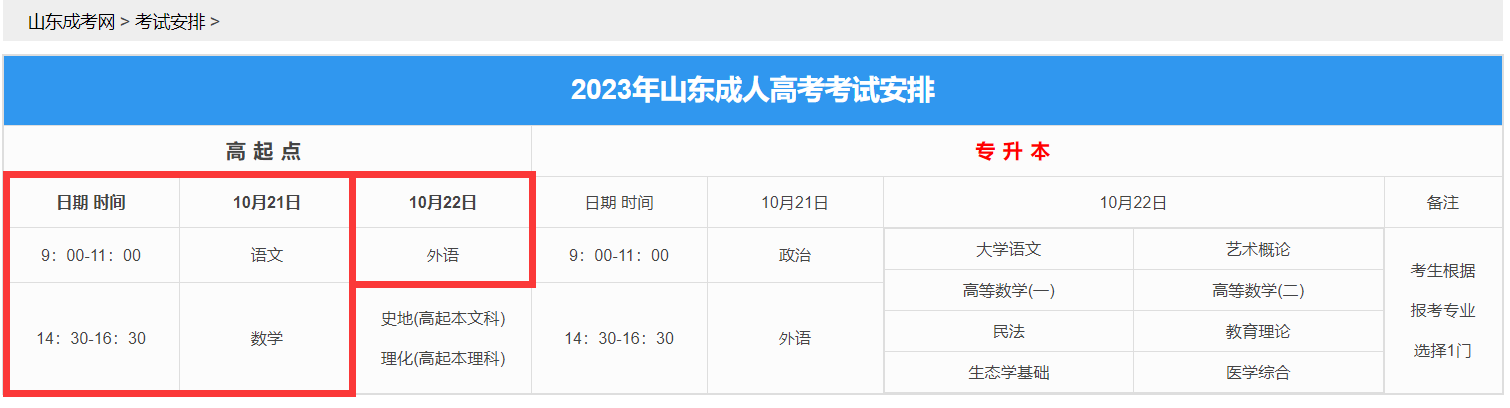 山东成考网 > 考试安排 >
2023年山东成人高考考试安排
高 起 点
专 升 本
日期 时间
10月21日
10月22日
日期 时间
10月21日
10月22日
备注
9：00-11：00
语文
外语
9：00-11：00
政治
大学语文
艺术概论
高等数学(一)
高等数学(二)
14：30-16：30
数学
史地(高起本文科)
理化(高起本理科)
14：30-16：30
外语
民法
教育理论
生态学基础
医学综合
考生根据
报考专业
选择1门